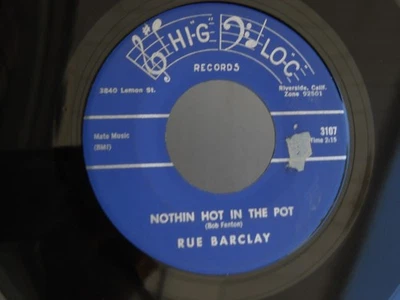 HI-G LO-C
RECORDS
3840 Lemon St.
Riverside, Calif.
Zone 92501
Mate Music
(BMI)
3107
Time 2:15
NOTHIN HOT IN THE POT
(Bob Fenton)
RUE BARCLAY